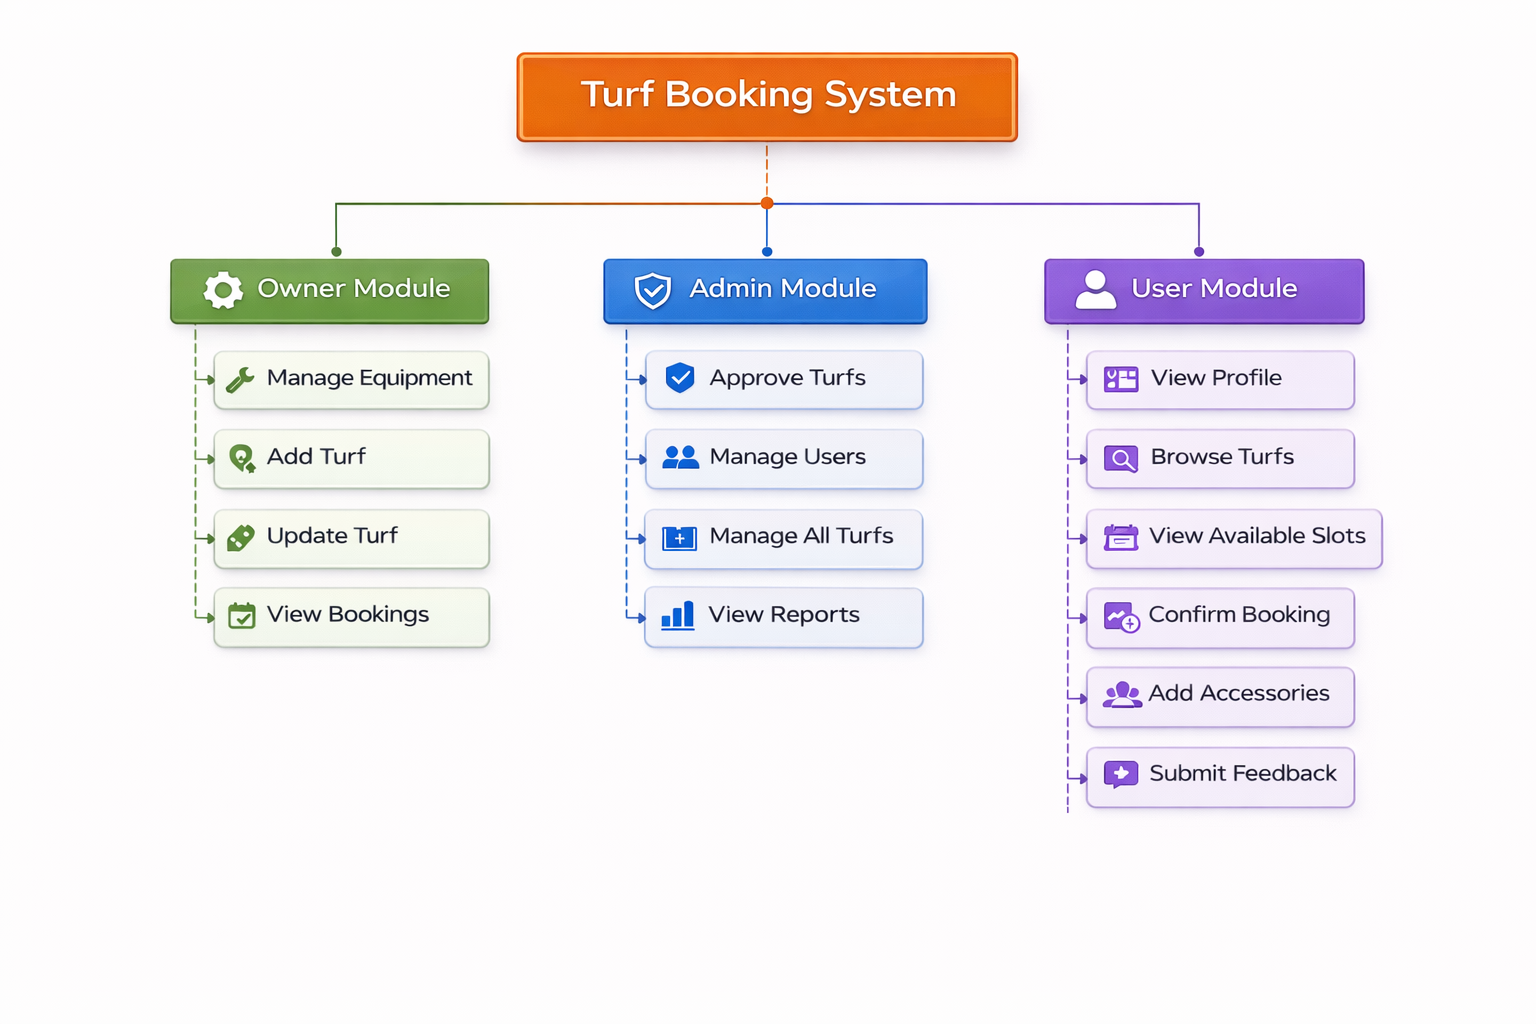 Turf Booking System
Owner Module
Manage Equipment
Add Turf
Update Turf
View Bookings
Admin Module
Approve Turfs
Manage Users
Manage All Turfs
View Reports
User Module
View Profile
Browse Turfs
View Available Slots
Confirm Booking
Add Accessories
Submit Feedback